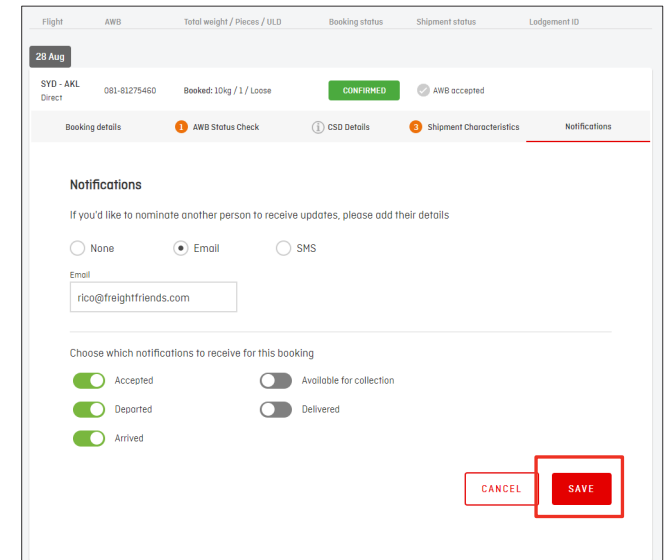 Flight AWB Total weight / Pieces / ULD Booking status Shipment status Lodgement ID
28 Aug
SYD - AKL
Direct
081-81275460 Booked: 10kg / 1 / Loose CONFIRMED AWB accepted
Booking details 1 AWB Status Check i CSD Details 3 Shipment Characteristics Notifications
Notifications
If you'd like to nominate another person to receive updates, please add their details
None Email SMS
Email
rico@freightfriends.com
Choose which notifications to receive for this booking
Accepted Available for collection
Departed Delivered
Arrived
CANCEL SAVE